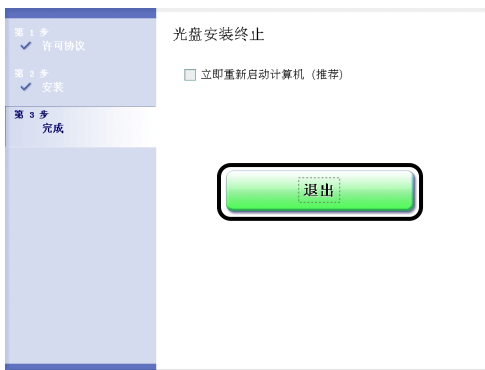 第 1 步
许可协议
第 2 步
安装
第 3 步
完成
光盘安装终止
立即重新启动计算机（推荐）
退出